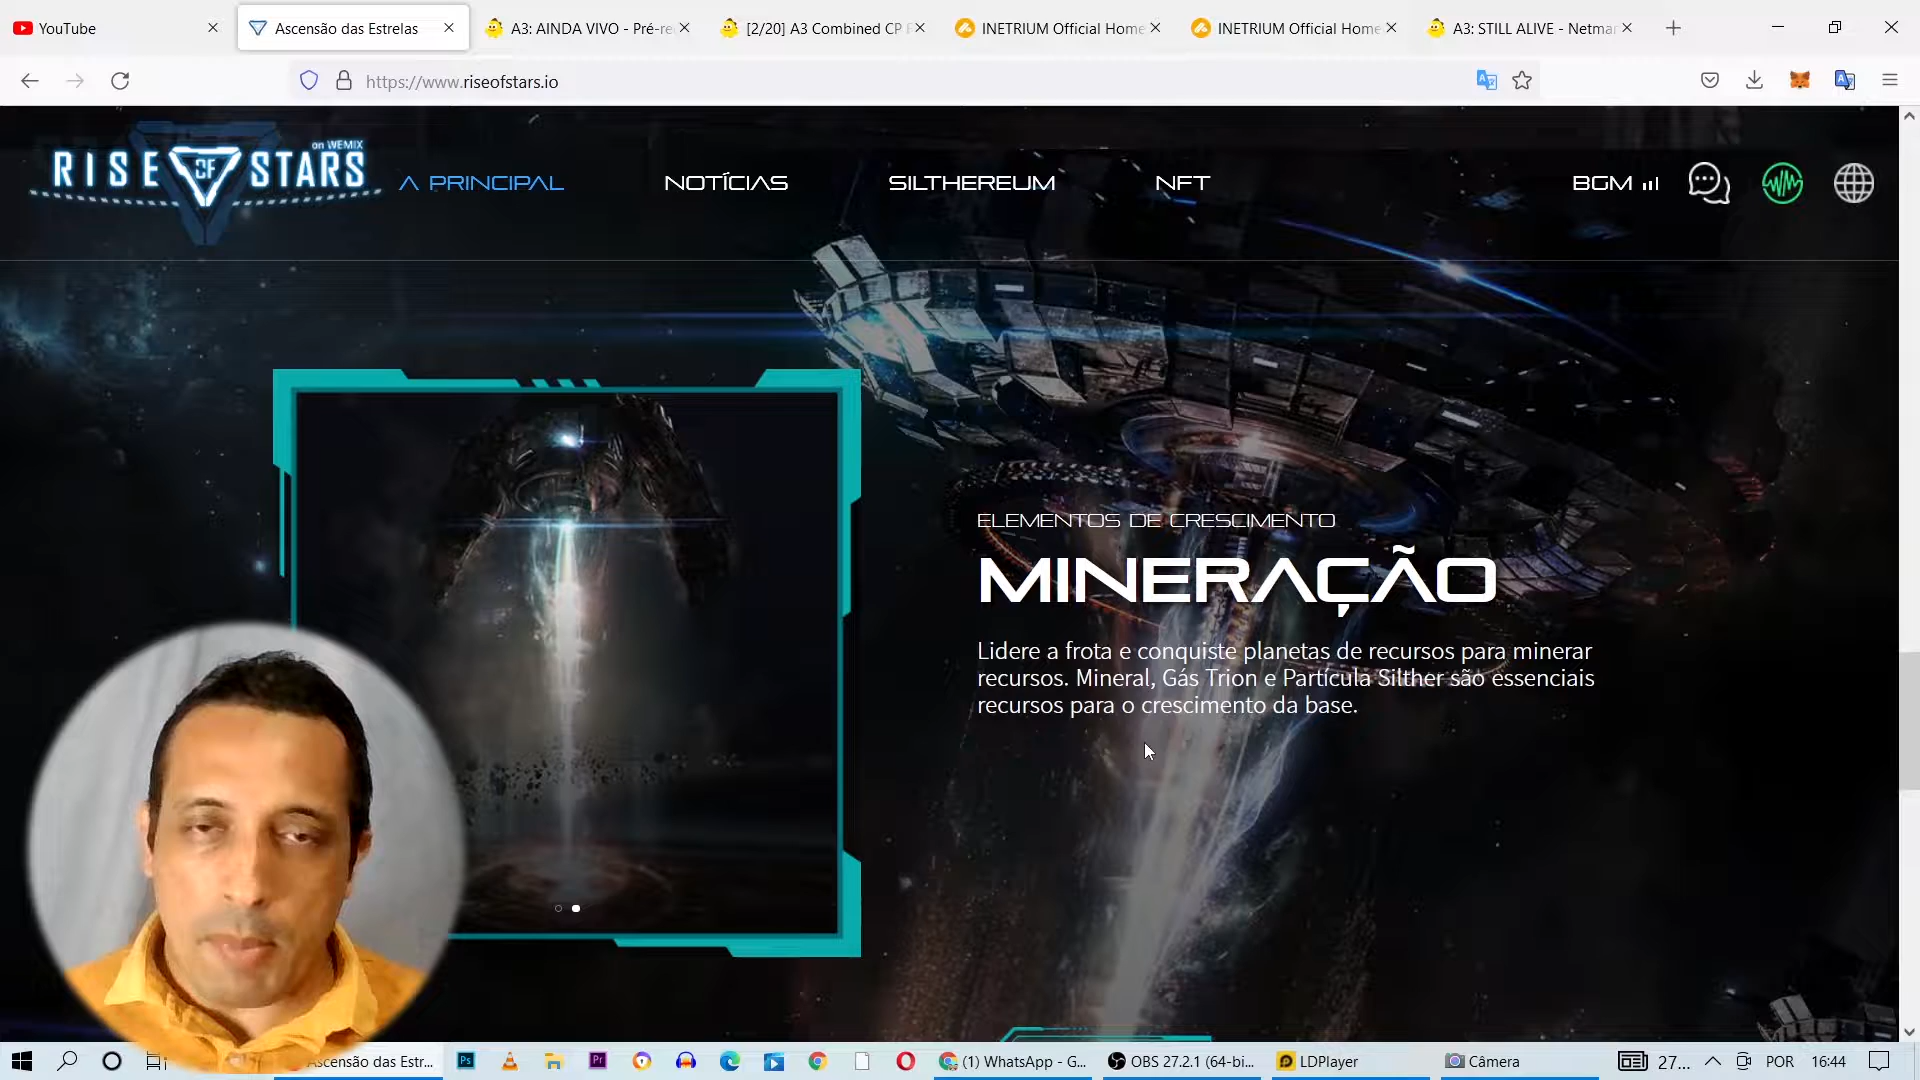 YouTube
Ascensão das Estrelas
A3: AINDA VIVO - Pré-re
[2/20] A3 Combined CP
INETRIUM Official Home
INETRIUM Official Home
A3: STILL ALIVE - Netmar
https://www.riseofstars.io
RISE OF STARS
on WEMIX
A PRINCIPAL
NOTÍCIAS
SILTHEREUM
NFT
BGM
ELEMENTOS DE CRESCIMENTO
MINERAÇÃO
Lidere a frota e conquiste planetas de recursos para minerar
recursos. Mineral, Gás Trion e Partícula Silther são essenciais
recursos para o crescimento da base.
Ascensão das Estr...
Ps
Pr
(1) WhatsApp - G...
OBS 27.2.1 (64-bi...
LDPlayer
Câmera
27...
POR
16:44